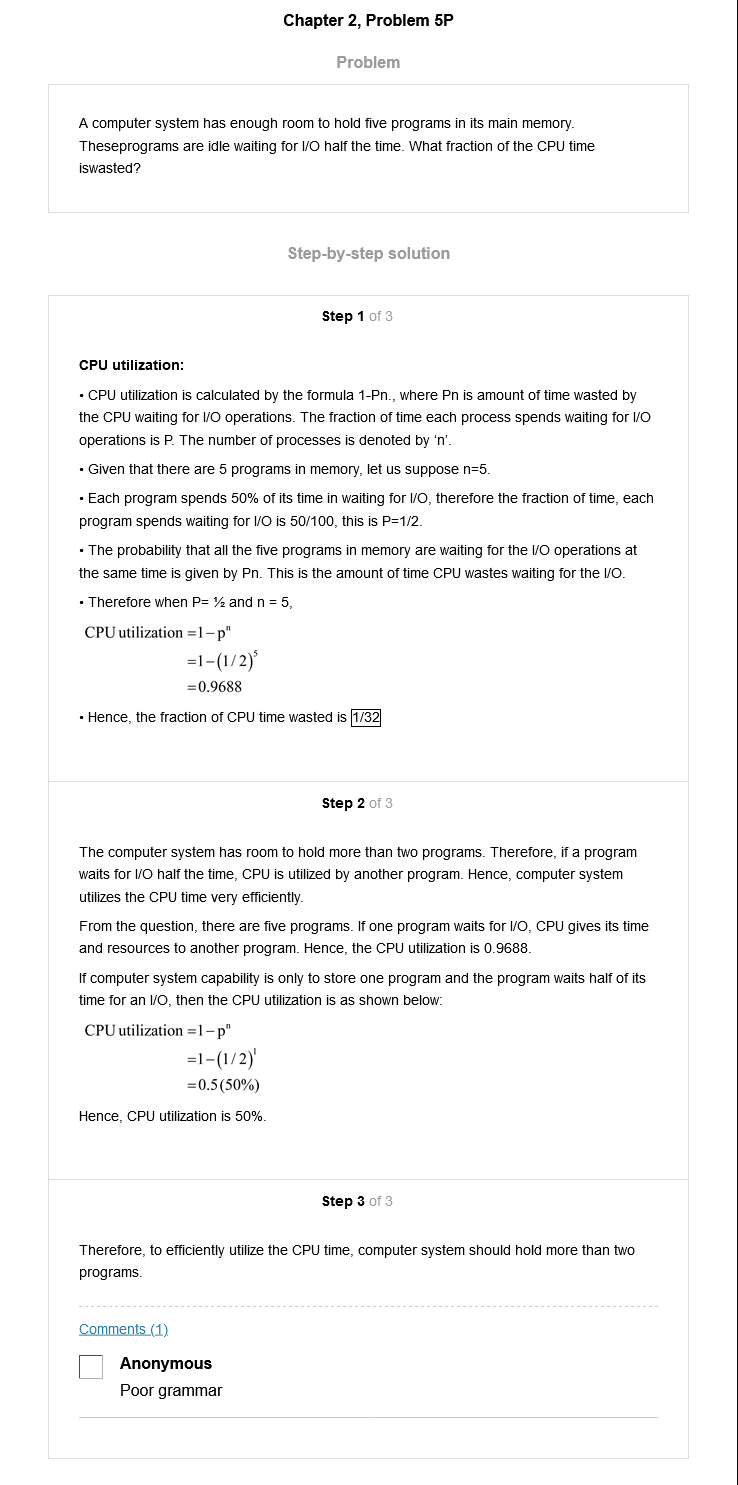 Chapter 2, Problem 5P
Problem
A computer system has enough room to hold five programs in its main memory.
Theseprograms are idle waiting for I/O half the time. What fraction of the CPU time
iswasted?
Step-by-step solution
Step 1 of 3
CPU utilization:
• CPU utilization is calculated by the formula 1-Pn., where Pn is amount of time wasted by
the CPU waiting for I/O operations. The fraction of time each process spends waiting for I/O
operations is P. The number of processes is denoted by ‘n’.
• Given that there are 5 programs in memory, let us suppose n=5.
• Each program spends 50% of its time in waiting for I/O, therefore the fraction of time, each
program spends waiting for I/O is 50/100, this is P=1/2.
• The probability that all the five programs in memory are waiting for the I/O operations at
the same time is given by Pn. This is the amount of time CPU wastes waiting for the I/O.
• Therefore when P= ½ and n = 5,
CPU utilization =1−pⁿ
=1−(1/2)⁵
=0.9688
• Hence, the fraction of CPU time wasted is 1/32
Step 2 of 3
The computer system has room to hold more than two programs. Therefore, if a program
waits for I/O half the time, CPU is utilized by another program. Hence, computer system
utilizes the CPU time very efficiently.
From the question, there are five programs. If one program waits for I/O, CPU gives its time
and resources to another program. Hence, the CPU utilization is 0.9688.
If computer system capability is only to store one program and the program waits half of its
time for an I/O, then the CPU utilization is as shown below:
CPU utilization =1−pⁿ
=1−(1/2)¹
=0.5(50%)
Hence, CPU utilization is 50%.
Step 3 of 3
Therefore, to efficiently utilize the CPU time, computer system should hold more than two
programs.
Comments (1)
Anonymous
Poor grammar